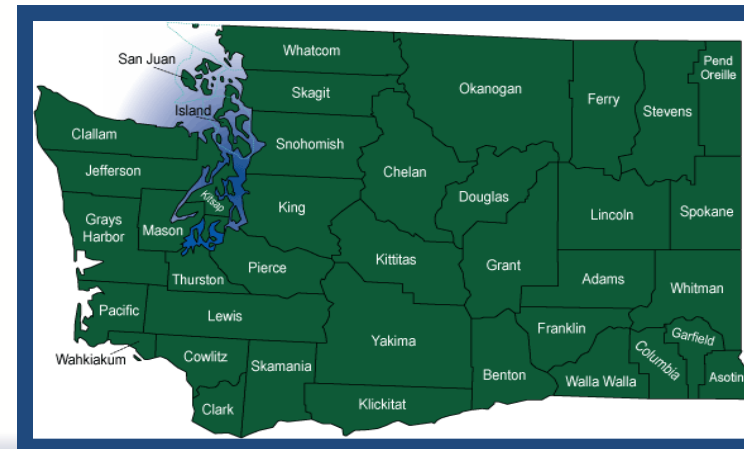 Whatcom
San Juan
Pend
Oreille
Okanogan
Skagit
Ferry
Stevens
Island
Clallam
Snohomish
Jefferson
Chelan
Douglas
Kitsap
King
Lincoln
Spokane
Grays
Harbor
Mason
Kittitas
Grant
Pierce
Thurston
Adams
Whitman
Pacific
Lewis
Franklin
Garfield
Yakima
Wahkiakum
Cowlitz
Skamania
Columbia
Benton
Walla Walla
Asotin
Clark
Klickitat